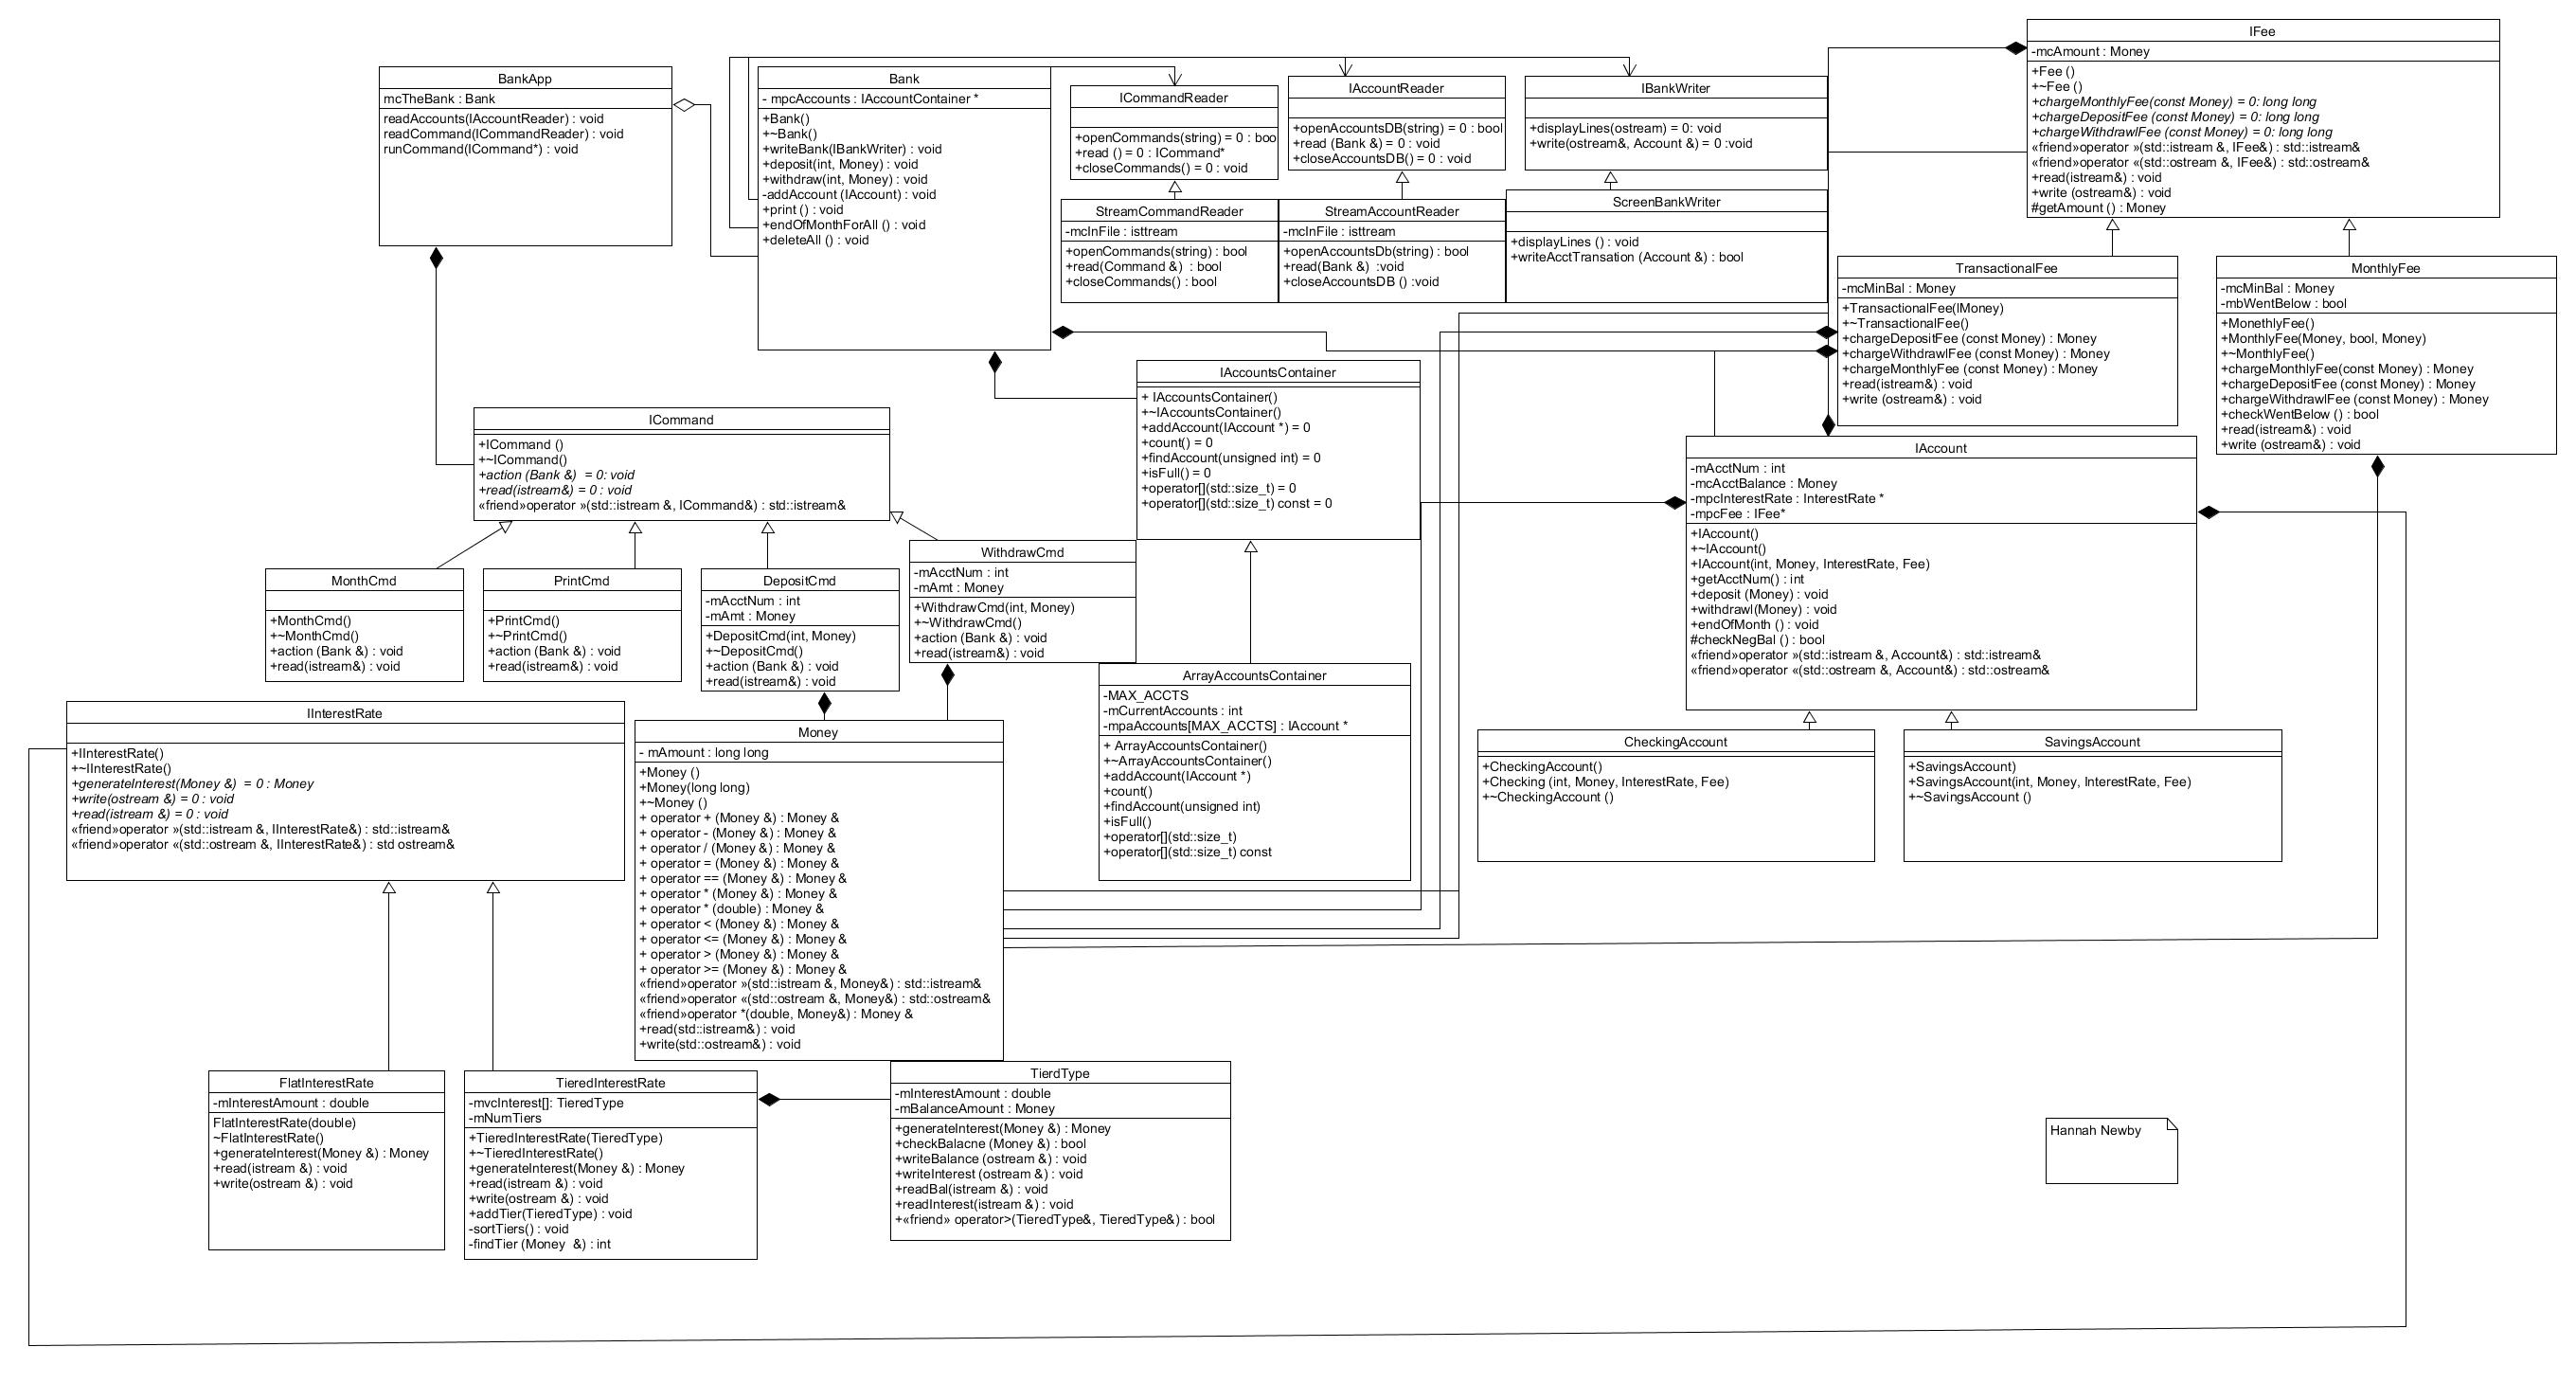 IFee
-mcAmount : Money
+Fee ()
+~Fee ()
+chargeMonthlyFee(const Money) = 0: long long
+chargeDepositFee (const Money) = 0: long long
+chargeWithdrawlFee (const Money) = 0: long long
«friend»operator »(std::istream &, IFee&) : std::istream&
«friend»operator «(std::ostream &, IFee&) : std::ostream&
+read(istream&) : void
+write (ostream&) : void
#getAmount () : Money
BankApp
mcTheBank : Bank
readAccounts(IAccountReader) : void
readCommand(ICommandReader) : void
runCommand(ICommand*) : void
Bank
- mpcAccounts : IAccountContainer *
+Bank()
+~Bank()
+writeBank(IBankWriter) : void
+deposit(int, Money) : void
+withdraw(int, Money) : void
-addAccount (IAccount) : void
+print () : void
+endOfMonthForAll () : void
+deleteAll () : void
ICommandReader
+openCommands(string) = 0 : boo
+read () = 0 : ICommand*
+closeCommands() = 0 : void
IAccountReader
+openAccountsDB(string) = 0 : bool
+read (Bank &) = 0 : void
+closeAccountsDB() = 0 : void
IBankWriter
+displayLines(ostream) = 0: void
+write(ostream&, Account &) = 0 :void
StreamCommandReader
-mcInFile : isttream
+openCommands(string) : bool
+read(Command &)  : bool
+closeCommands() : bool
StreamAccountReader
-mcInFile : isttream
+openAccountsDb(string) : bool
+read(Bank &)  :void
+closeAccountsDB () :void
ScreenBankWriter
+displayLines () : void
+writeAcctTransation (Account &) : bool
TransactionalFee
-mcMinBal : Money
+TransactionalFee(lMoney)
+~TransactionalFee()
+chargeDepositFee (const Money) : Money
+chargeWithdrawlFee (const Money) : Money
+chargeMonthlyFee (const Money) : Money
+read(istream&) : void
+write (ostream&) : void
MonthlyFee
-mcMinBal : Money
-mbWentBelow : bool
+MonethlyFee()
+MonthlyFee(Money, bool, Money)
+~MonthlyFee()
+chargeMonthlyFee(const Money) : Money
+chargeDepositFee (const Money) : Money
+chargeWithdrawlFee (const Money) : Money
+checkWentBelow () : bool
+read(istream&) : void
+write (ostream&) : void
IAccountsContainer
+ IAccountsContainer()
+~IAccountsContainer()
+addAccount(IAccount *) = 0
+count() = 0
+findAccount(unsigned int) = 0
+isFull() = 0
+operator[](std::size_t) = 0
+operator[](std::size_t) const = 0
ICommand
+ICommand ()
+~ICommand()
+action (Bank &)  = 0: void
+read(istream&) = 0 : void
«friend»operator »(std::istream &, ICommand&) : std::istream&
IAccount
-mAcctNum : int
-mcAcctBalance : Money
-mpcInterestRate : InterestRate *
-mpcFee : IFee*
+IAccount()
+~IAccount()
+IAccount(int, Money, InterestRate, Fee)
+getAcctNum() : int
+deposit (Money) : void
+withdrawl(Money) : void
+endOfMonth () : void
#checkNegBal () : bool
«friend»operator »(std::istream &, Account&) : std::istream&
«friend»operator «(std::ostream &, Account&) : std::ostream&
MonthCmd
+MonthCmd()
+~MonthCmd()
+action (Bank &) : void
+read(istream&) : void
PrintCmd
+PrintCmd()
+~PrintCmd()
+action (Bank &) : void
+read(istream&) : void
DepositCmd
-mAcctNum : int
-mAmt : Money
+DepositCmd(int, Money)
+~DepositCmd()
+action (Bank &) : void
+read(istream&) : void
WithdrawCmd
-mAcctNum : int
-mAmt : Money
+WithdrawCmd(int, Money)
+~WithdrawCmd()
+action (Bank &) : void
+read(istream&) : void
ArrayAccountsContainer
-MAX_ACCTS
-mCurrentAccounts : int
-mpaAccounts[MAX_ACCTS] : IAccount *
+ ArrayAccountsContainer()
+~ArrayAccountsContainer()
+addAccount(IAccount *)
+count()
+findAccount(unsigned int)
+isFull()
+operator[](std::size_t)
+operator[](std::size_t) const
IInterestRate
+IInterestRate()
+~IInterestRate()
+generateInterest(Money &)  = 0 : Money
+write(ostream &) = 0 : void
+read(istream &) = 0 : void
«friend»operator »(std::istream &, IInterestRate&) : std::istream&
«friend»operator «(std::ostream &, IInterestRate&) : std ostream&
Money
- mAmount : long long
+Money ()
+Money(long long)
+~Money ()
+ operator + (Money &) : Money &
+ operator - (Money &) : Money &
+ operator / (Money &) : Money &
+ operator = (Money &) : Money &
+ operator == (Money &) : Money &
+ operator * (Money &) : Money &
+ operator * (double) : Money &
+ operator < (Money &) : Money &
+ operator <= (Money &) : Money &
+ operator > (Money &) : Money &
+ operator >= (Money &) : Money &
«friend»operator »(std::istream &, Money&) : std::istream&
«friend»operator «(std::ostream &, Money&) : std::ostream&
«friend»operator *(double, Money&) : Money &
+read(std::istream&) : void
+write(std::ostream&) : void
CheckingAccount
+CheckingAccount()
+Checking (int, Money, InterestRate, Fee)
+~CheckingAccount ()
SavingsAccount
+SavingsAccount)
+SavingsAccount(int, Money, InterestRate, Fee)
+~SavingsAccount ()
FlatInterestRate
-mInterestAmount : double
FlatInterestRate(double)
~FlatInterestRate()
+generateInterest(Money &) : Money
+read(istream &) : void
+write(ostream &) : void
TieredInterestRate
-mvcInterest[]: TieredType
-mNumTiers
+TieredInterestRate(TieredType)
+~TieredInterestRate()
+generateInterest(Money &) : Money
+read(istream &) : void
+write(ostream &) : void
+addTier(TieredType) : void
-sortTiers() : void
-findTier (Money  &) : int
TierdType
-mInterestAmount : double
-mBalanceAmount : Money
+generateInterest(Money &) : Money
+checkBalacne (Money &) : bool
+writeBalance (ostream &) : void
+writeInterest (ostream &) : void
+readBal(istream &) : void
+readInterest(istream &) : void
+«friend» operator>(TieredType&, TieredType&) : bool
Hannah Newby